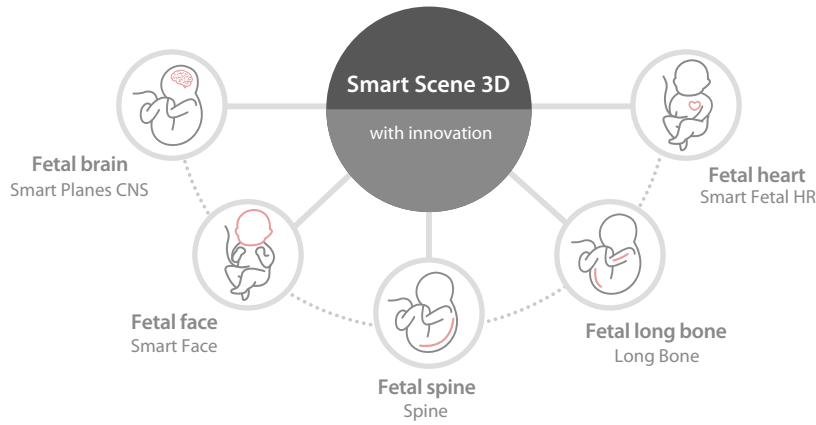 Smart Scene 3D
with innovation
Fetal brain
Smart Planes CNS
Fetal heart
Smart Fetal HR
Fetal face
Smart Face
Fetal long bone
Long Bone
Fetal spine
Spine